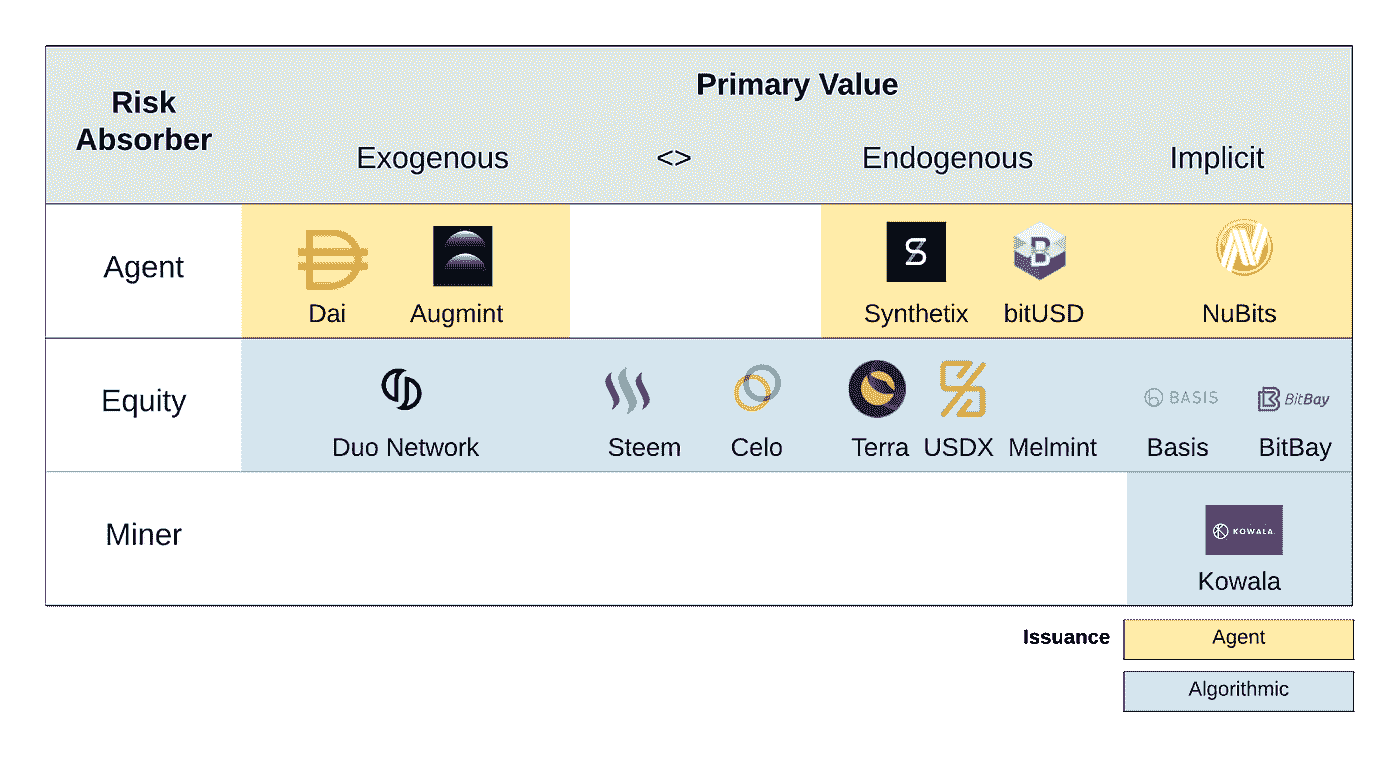 Primary Value
Risk
Absorber
Exogenous <> Endogenous Implicit
Agent
Dai Augmint Synthetix bitUSD NuBits
BASIS BitBay
Equity
Duo Network Steem Celo Terra USDX Melmint Basis BitBay
Miner
KOWALA
Kowala
Issuance Agent
Algorithmic